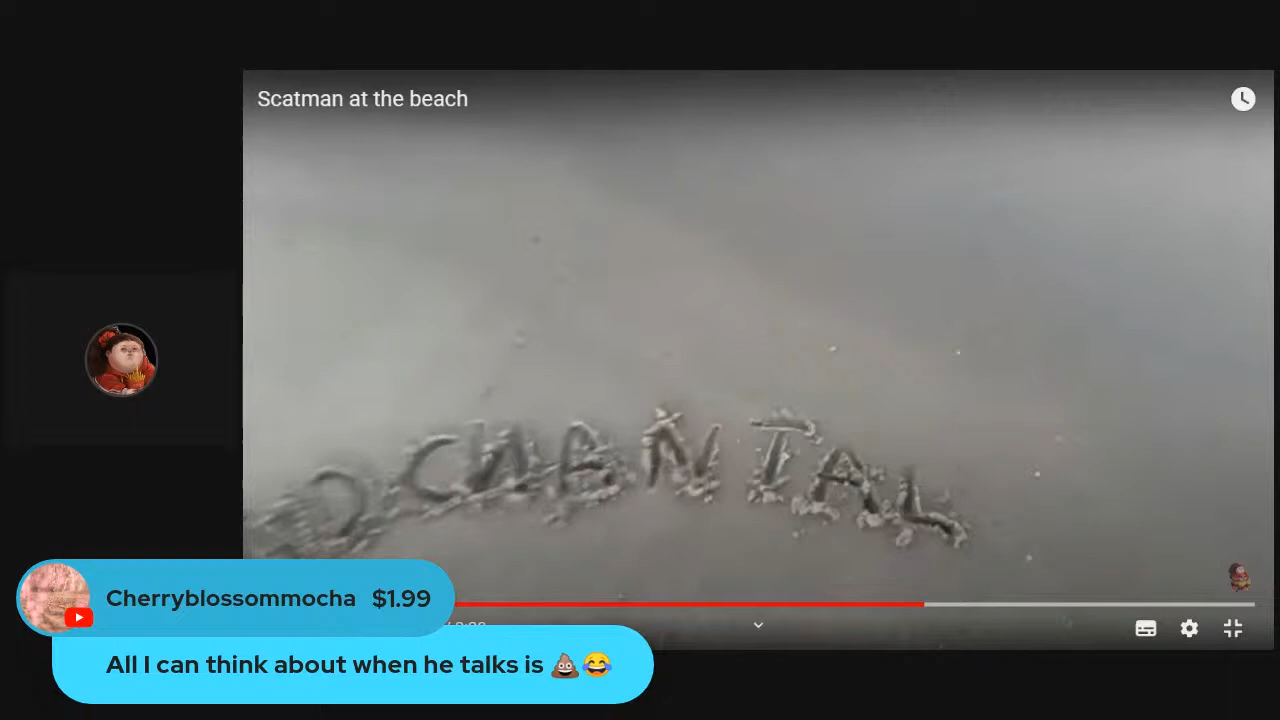 Scatman at the beach
CHANTAL
Cherryblossommocha $1.99
All I can think about when he talks is 💩😂